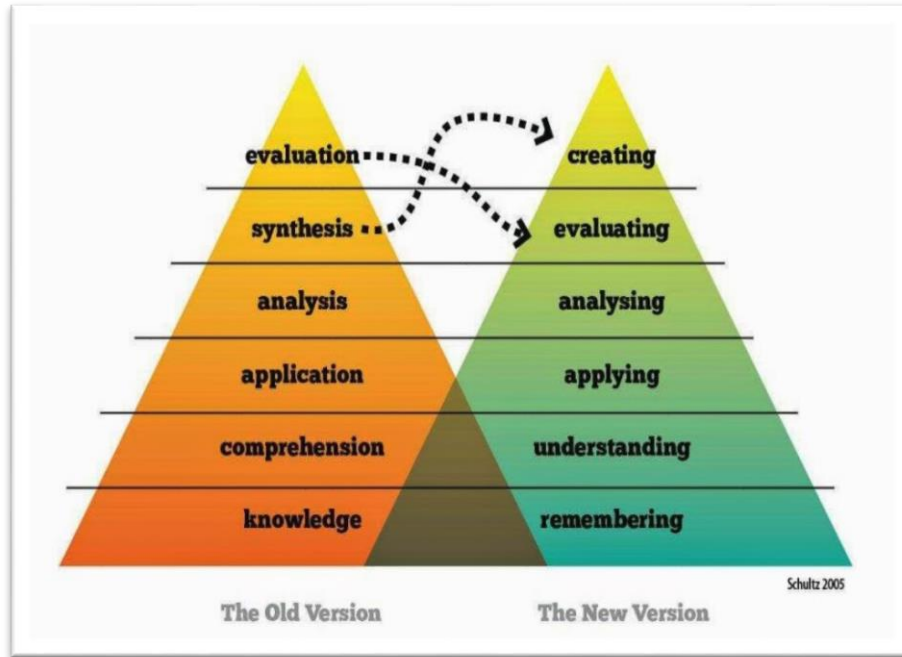 evaluation
creating
synthesis
evaluating
analysis
analysing
application
applying
comprehension
understanding
knowledge
remembering
Schultz 2005
The Old Version
The New Version